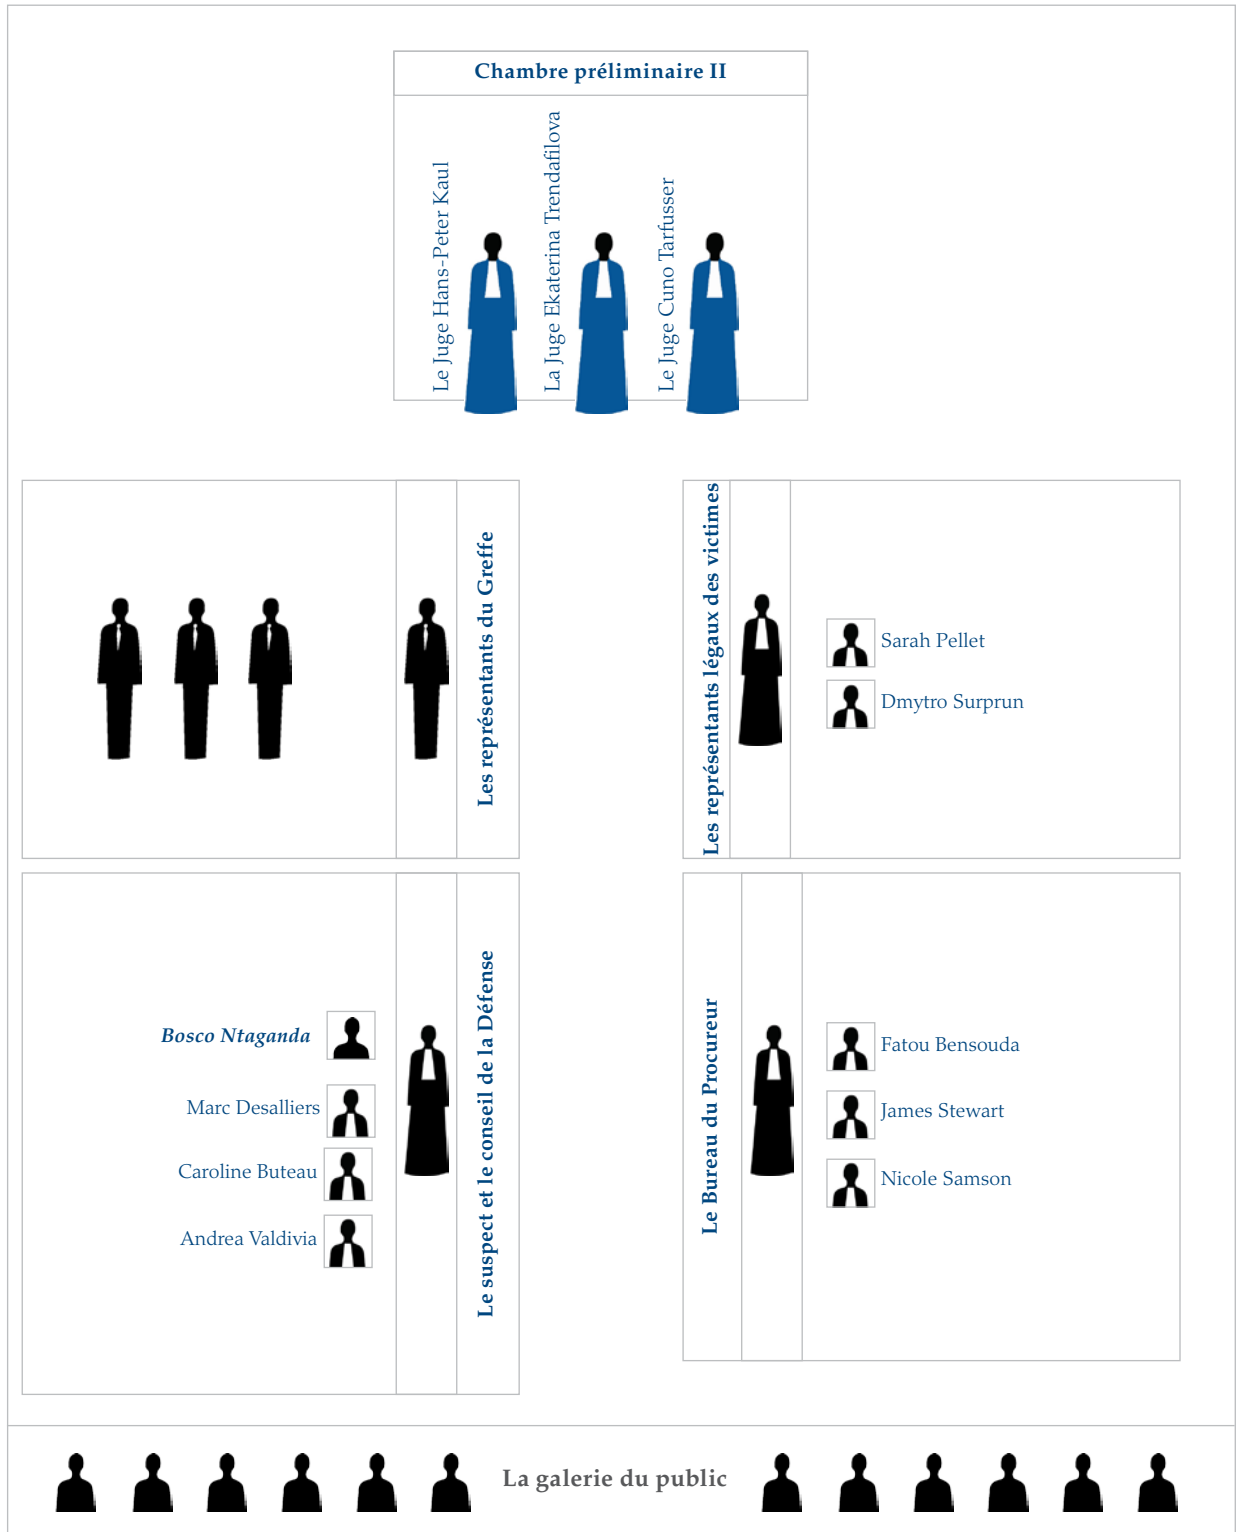 Chambre préliminaire II
Le Juge Hans-Peter Kaul
La Juge Ekaterina Trendafilova
Le Juge Cuno Tarfusser
Les représentants du Greffe
Les représentants légaux des victimes
Sarah Pellet
Dmytro Surprun
Bosco Ntaganda
Marc Desalliers
Caroline Buteau
Andrea Valdivia
Le suspect et le conseil de la Défense
Le Bureau du Procureur
Fatou Bensouda
James Stewart
Nicole Samson
La galerie du public